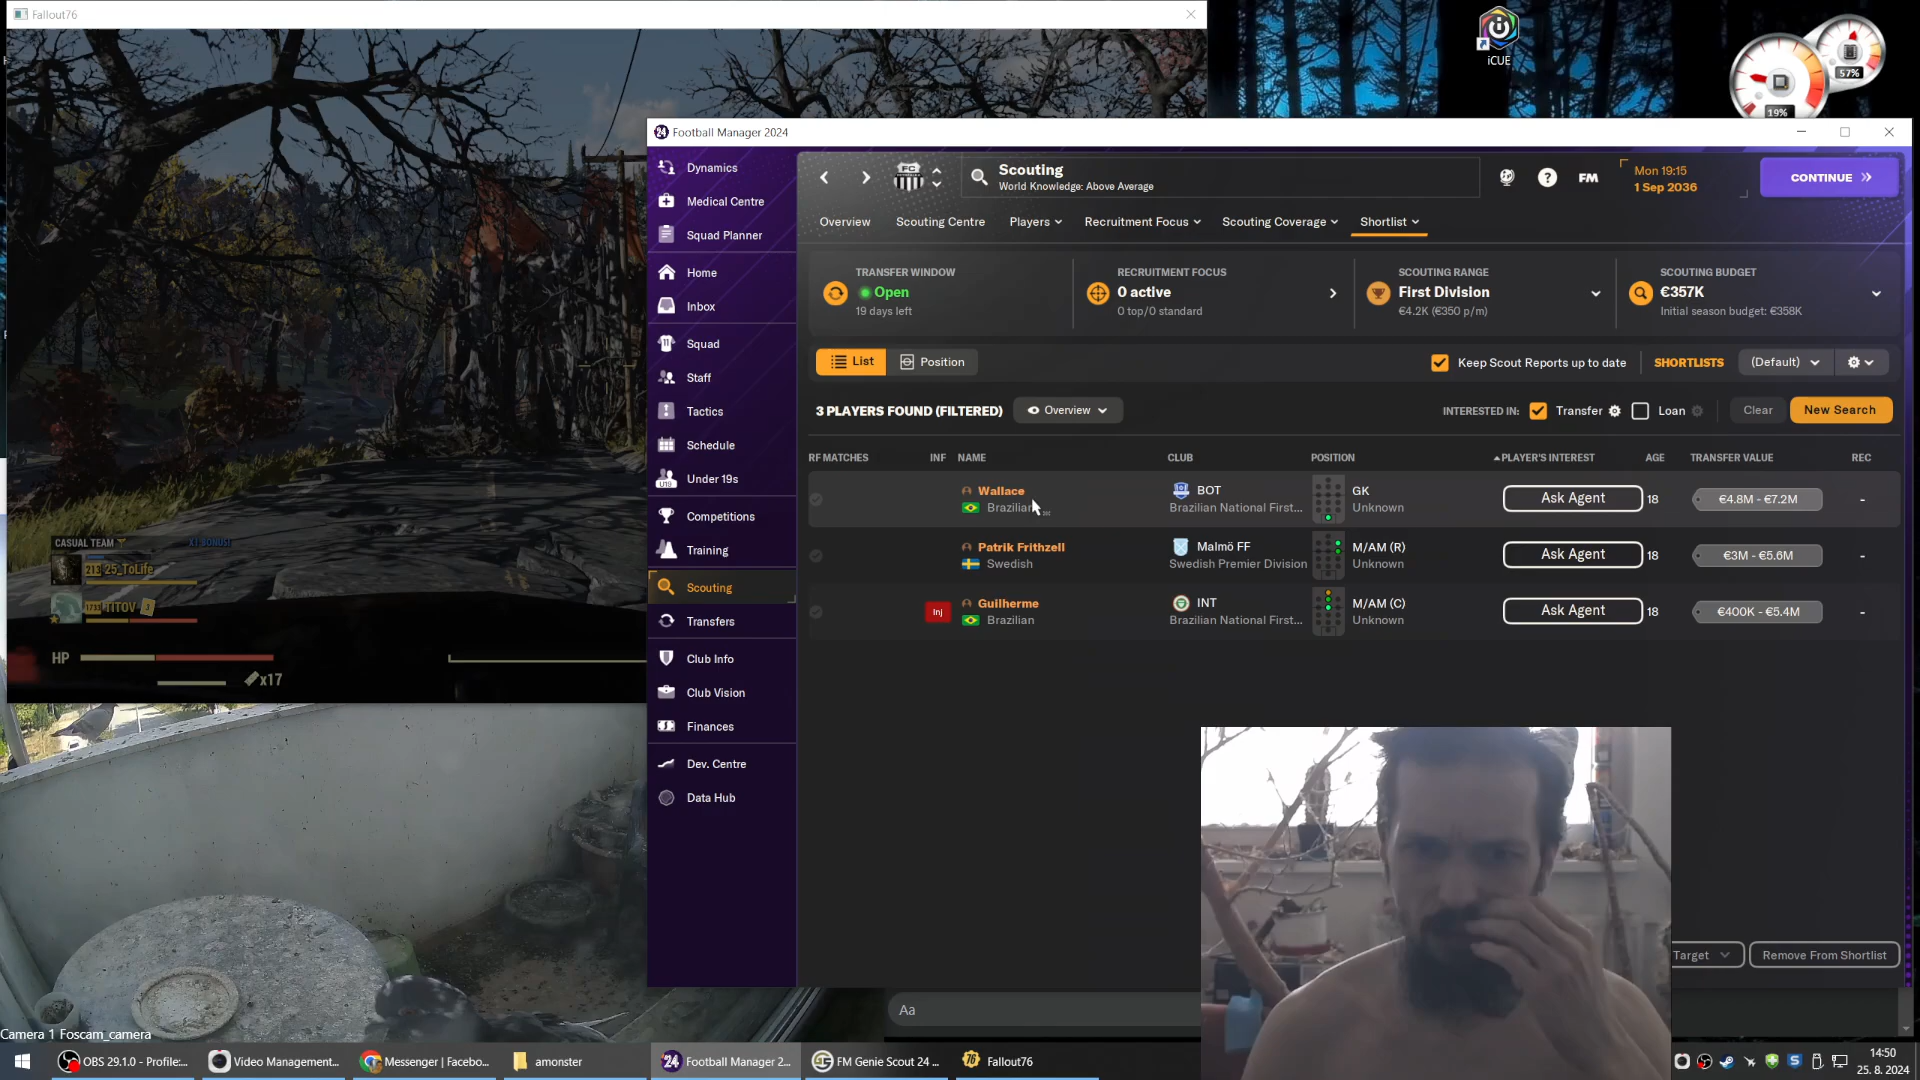 Fallout76
iCUE
57%
19%
Football Manager 2024
Dynamics
Medical Centre
Squad Planner
Home
Inbox
Squad
Staff
Tactics
Schedule
Under 19s
Competitions
Training
Scouting
Transfers
Club Info
Club Vision
Finances
Dev. Centre
Data Hub
Scouting
World Knowledge: Above Average
FM
Mon 19:15
1 Sep 2036
CONTINUE
Overview
Scouting Centre
Players
Recruitment Focus
Scouting Coverage
Shortlist
TRANSFER WINDOW
Open
19 days left
RECRUITMENT FOCUS
0 active
0 top/0 standard
SCOUTING RANGE
First Division
€4.2K (€350 p/m)
SCOUTING BUDGET
€357K
Initial season budget: €358K
List
Position
Keep Scout Reports up to date
SHORTLISTS
(Default)
3 PLAYERS FOUND (FILTERED)
Overview
INTERESTED IN:
Transfer
Loan
Clear
New Search
RF MATCHES INF NAME CLUB POSITION PLAYER'S INTEREST AGE TRANSFER VALUE REC
Wallace BOT GK Ask Agent 18 €4.8M - €7.2M -
Brazilian Brazilian National First... Unknown
Patrik Frithzell Malmö FF M/AM (R) Ask Agent 18 €3M - €5.6M -
Swedish Swedish Premier Division Unknown
Inj Guilherme INT M/AM (C) Ask Agent 18 €400K - €5.4M -
Brazilian Brazilian National First... Unknown
Target
Remove From Shortlist
CASUAL TEAM
213 25_ToLife
1733 TITOV 3
HP
x17
Aa
Camera 1 Foscam_camera
OBS 29.1.0 - Profile:...
Video Management...
Messenger | Facebo...
amonster
Football Manager 2...
FM Genie Scout 24 ...
Fallout76
14:50
25. 8. 2024